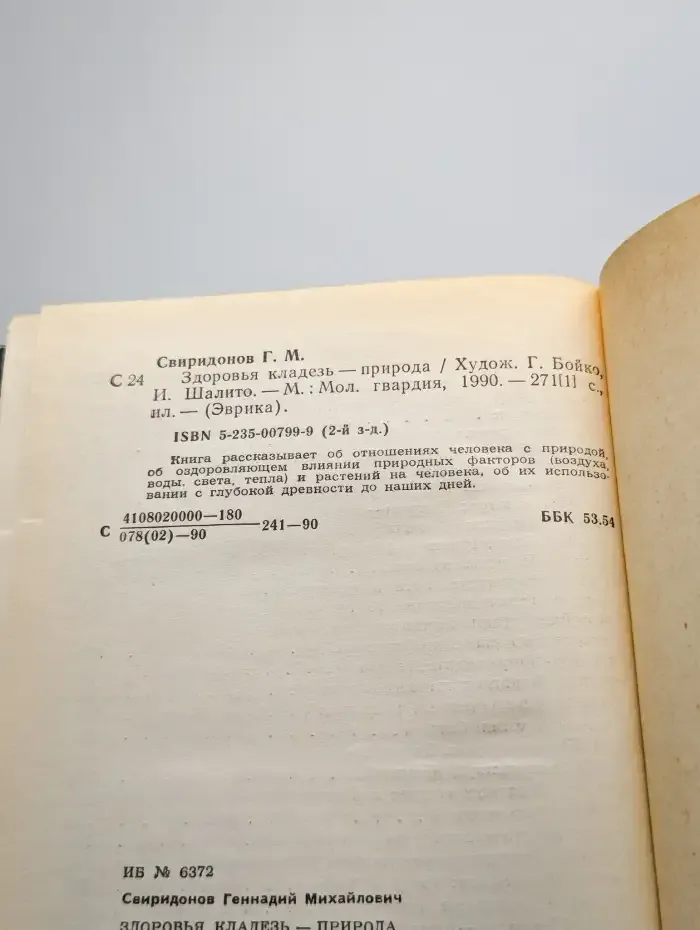 Свиридонов Г. М.
С 24 Здоровья кладезь — природа / Худож. Г. Бойко,
И. Шалито. — М. : Мол. гвардия, 1990. — 271[1] с.,
ил. — (Эврика).
ISBN 5-235-00799-9 (2-й з-д.)
Книга рассказывает об отношениях человека с природой,
об оздоровляющем влиянии природных факторов (воздуха,
воды, света, тепла) и растений на человека, об их использо-
вании с глубокой древности до наших дней.
4108020000—180
С 241—90 ББК 53.54
078(02)—90
ИБ № 6372
Свиридонов Геннадий Михайлович
ЗДОРОВЬЯ КЛАДЕЗЬ — ПРИРОДА